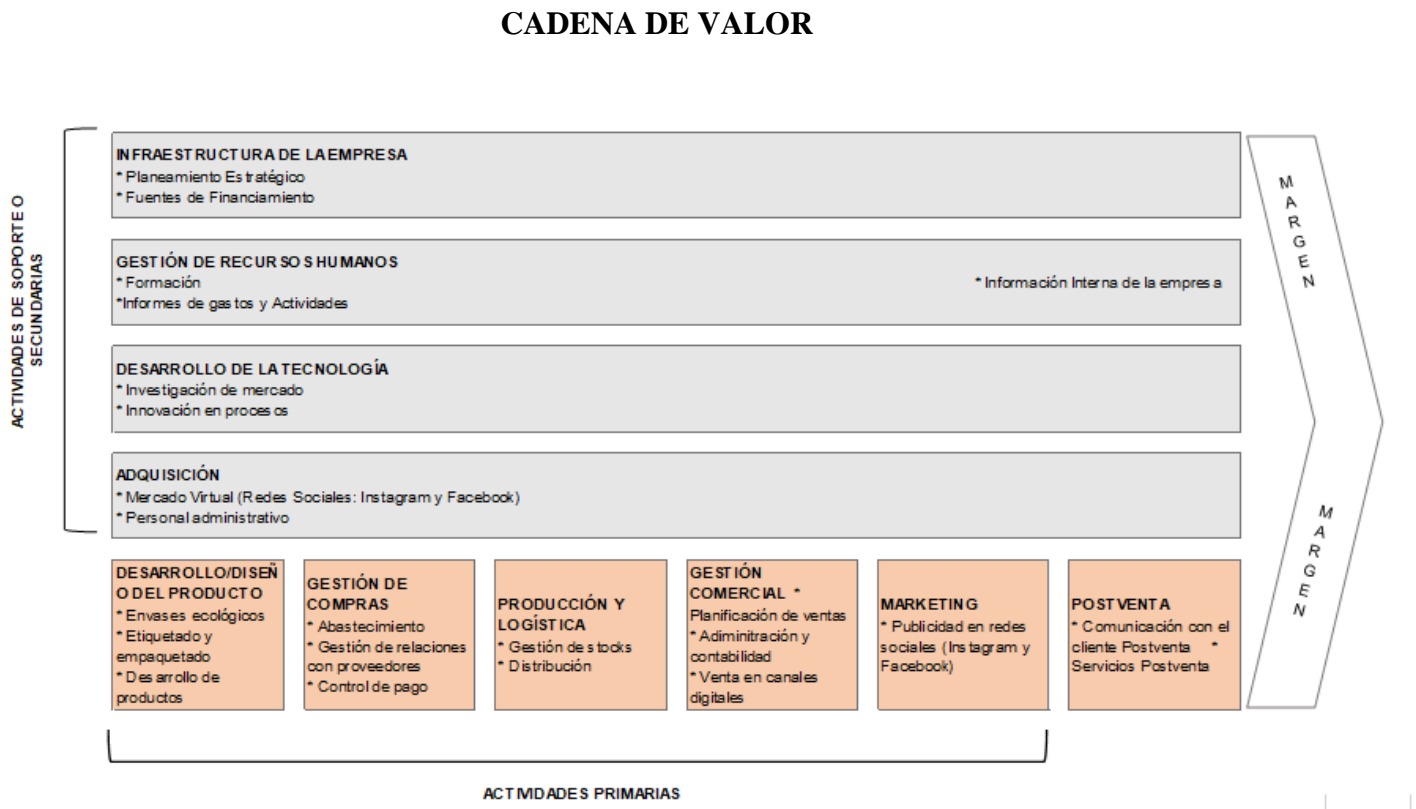 CADENA DE VALOR
ACTIVIDADES DE SOPORTE O
SECUNDARIAS
INFRAESTRUCTURA DE LA EMPRESA
* Planeamiento Estratégico
* Fuentes de Financiamiento
GESTIÓN DE RECURSOS HUMANOS
* Formación
* Información Interna de la empresa
*Informes de gastos y Actividades
DESARROLLO DE LA TECNOLOGÍA
* Investigación de mercado
* Innovación en procesos
ADQUISICIÓN
* Mercado Virtual (Redes Sociales: Instagram y Facebook)
* Personal administrativo
MARGEN
MARGEN
DESARROLLO/DISEÑ
O DEL PRODUCTO
* Envases ecológicos
* Etiquetado y
empaquetado
* Desarrollo de
productos
GESTIÓN DE
COMPRAS
* Abastecimiento
* Gestión de relaciones
con proveedores
* Control de pago
PRODUCCIÓN Y
LOGÍSTICA
* Gestión de stocks
* Distribución
GESTIÓN
COMERCIAL *
Planificación de ventas
* Adiminitración y
contabilidad
* Venta en canales
digitales
MARKETING
* Publicidad en redes
sociales (Instagram y
Facebook)
POSTVENTA
* Comunicación con el
cliente Postventa *
Servicios Postventa
ACTIVIDADES PRIMARIAS